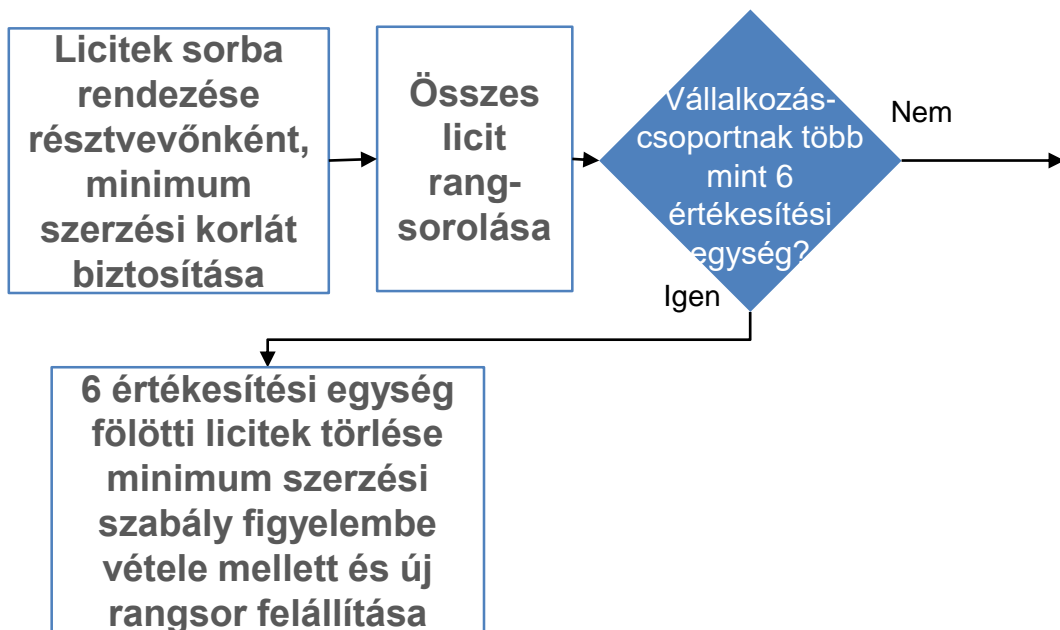 Licitek sorba
rendezése
résztvevőnként,
minimum
szerzési korlát
biztosítása
Összes
licit
rang-
sorolása
Vállalkozás-
csoportnak több
mint 6
értékesítési
egység?
Nem
Igen
6 értékesítési egység
fölötti licitek törlése
minimum szerzési
szabály figyelembe
vétele mellett és új
rangsor felállítása